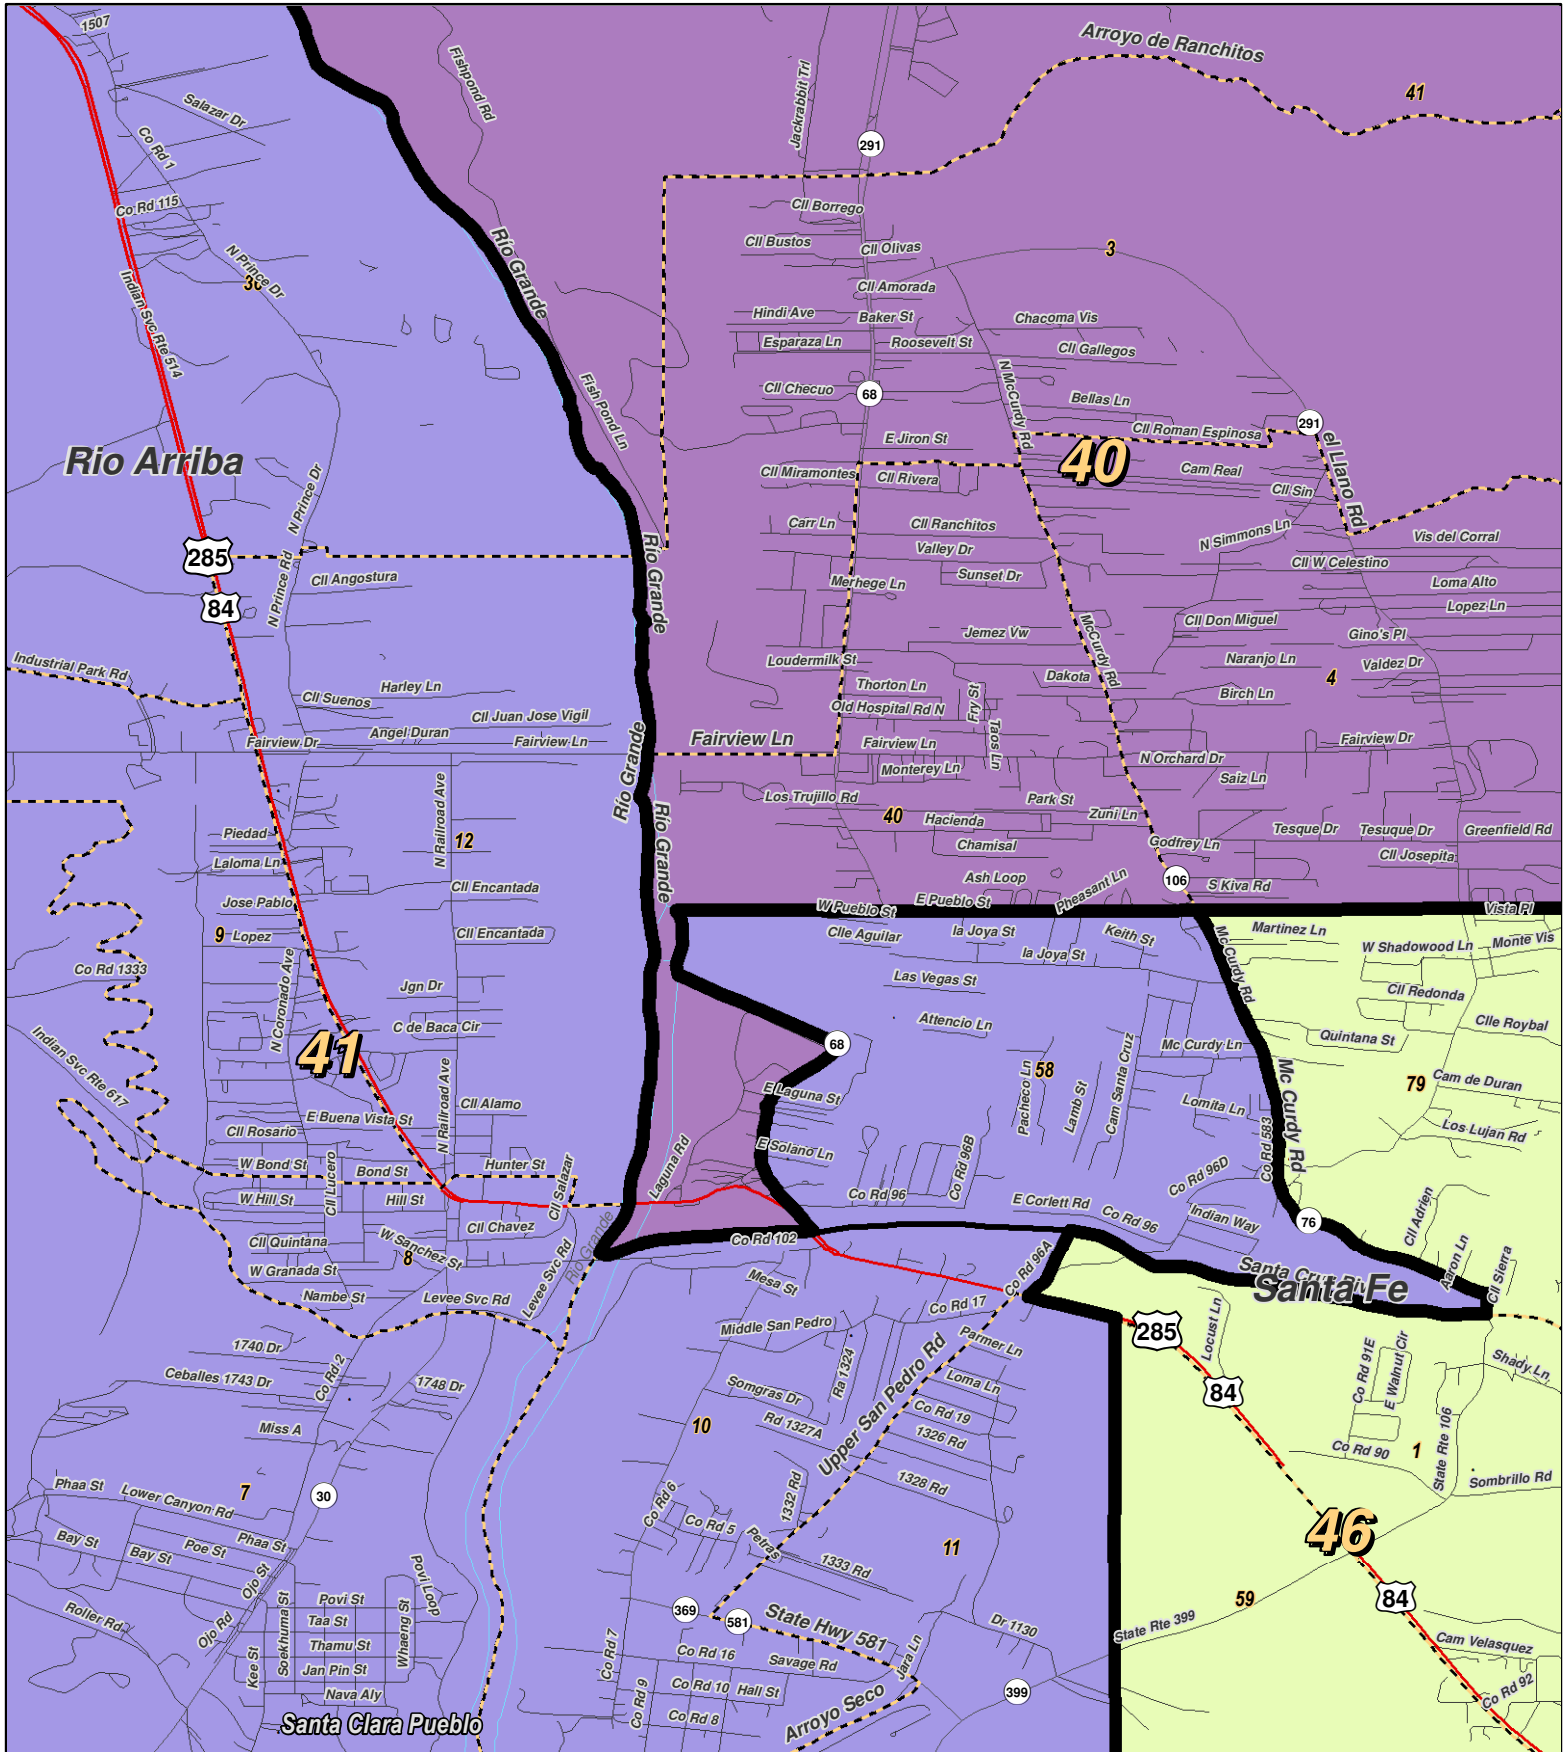 1507
Arroyo de Ranchitos
Fishpond Rd
Jackrabbit Trl
41
Salazar Dr
Co Rd 1
291
Co Rd 115
Cll Borrego
Cll Bustos
Cll Olivas
3
Río Grande
N Prince Dr
Indian Svc Rte 514
Cll Amorada
Hindi Ave
Baker St
Chacoma Vis
Esparaza Ln
Roosevelt St
Cll Gallegos
Fish Pond Ln
Cll Checuo
68
N McCurdy Rd
Bellas Ln
291
Cll Roman Espinosa
E Jiron St
el Llano Rd
Rio Arriba
40
Cll Miramontes
Cll Rivera
Cam Real
Cll Sin
N Prince Dr
Carr Ln
Cll Ranchitos
N Simmons Ln
Vis del Corral
285
Río Grande
Valley Dr
Cll W Celestino
N Prince Rd
Cll Angostura
Merhege Ln
Sunset Dr
Loma Alto
84
Lopez Ln
Cll Don Miguel
Jemez Vw
McCurdy Rd
Gino's Pl
Industrial Park Rd
Loudermilk St
Naranjo Ln
Valdez Dr
Dakota
4
Harley Ln
Cll Suenos
Thorton Ln
Fry St
Birch Ln
Old Hospital Rd N
Cll Juan Jose Vigil
Angel Duran
Fairview Dr
Fairview Ln
Río Grande
Fairview Ln
Fairview Ln
Taos Ln
Fairview Dr
N Orchard Dr
Monterey Ln
Saiz Ln
N Railroad Ave
Los Trujillo Rd
Park St
Río Grande
40
Hacienda
Zuni Ln
Piedad
12
Tesque Dr
Tesuque Dr
Greenfield Rd
Chamisal
Godfrey Ln
Laloma Ln
Cll Josepita
Cll Encantada
Ash Loop
Pheasant Ln
106
S Kiva Rd
Jose Pablo
W Pueblo St
E Pueblo St
Vista Pl
9
Lopez
Cll Encantada
Clle Aguilar
la Joya St
Keith St
Mc Curdy Rd
Martinez Ln
W Shadowood Ln
Monte Vis
Co Rd 1333
N Coronado Ave
la Joya St
Las Vegas St
Jgn Dr
Cll Redonda
C de Baca Cir
41
Attencio Ln
68
Quintana St
Clle Roybal
Mc Curdy Ln
Indian Svc Rte 617
Pacheco Ln
58
Cam Santa Cruz
Mc Curdy Rd
79
Cam de Duran
E Laguna St
Lamb St
Lomita Ln
N Railroad Ave
Cll Alamo
E Buena Vista St
Los Lujan Rd
Cll Rosario
Co Rd 583
E Solano Ln
Co Rd 96B
W Bond St
Bond St
Hunter St
Laguna Rd
Co Rd 96D
Cll Lucero
Cll Salazar
W Hill St
Hill St
Co Rd 96
E Corlett Rd
Co Rd 96
Indian Way
76
Cll Adrien
Cll Chavez
Cll Quintana
W Sanchez St
Río Grande
Co Rd 102
8
Levee Svc Rd
Co Rd 96A
Aaron Ln
Cll Sierra
W Granada St
Mesa St
Santa Fe
Nambe St
Levee Svc Rd
Co Rd 17
Locust Ln
Middle San Pedro
285
Parmer Ln
1740 Dr
Co Rd 2
Upper San Pedro Rd
Ra 1324
Co Rd 91E
E Walnut Cir
Shady Ln
Ceballes 1743 Dr
1748 Dr
Somgras Dr
Loma Ln
84
Co Rd 19
Miss A
10
Rd 1327A
1326 Rd
State Rte 106
Co Rd 90
1
Phaa St
Lower Canyon Rd
7
30
1328 Rd
Sombrillo Rd
Co Rd 6
1332 Rd
Co Rd 5
Petras
46
Bay St
Bay St
Poe St
Phaa St
11
1333 Rd
Ojo St
Povi Loop
84
Roller Rd
Povi St
Taa St
Soekhuma St
Whaeng St
369
581
State Hwy 581
59
Dr 1130
State Rte 399
Ojo Rd
Kee St
Thamu St
Co Rd 7
Co Rd 16
Savage Rd
Jara Ln
Cam Velasquez
Jan Pin St
Co Rd 9
Co Rd 10
Hall St
399
Co Rd 92
Nava Aly
Co Rd 8
Arroyo Seco
Santa Clara Pueblo